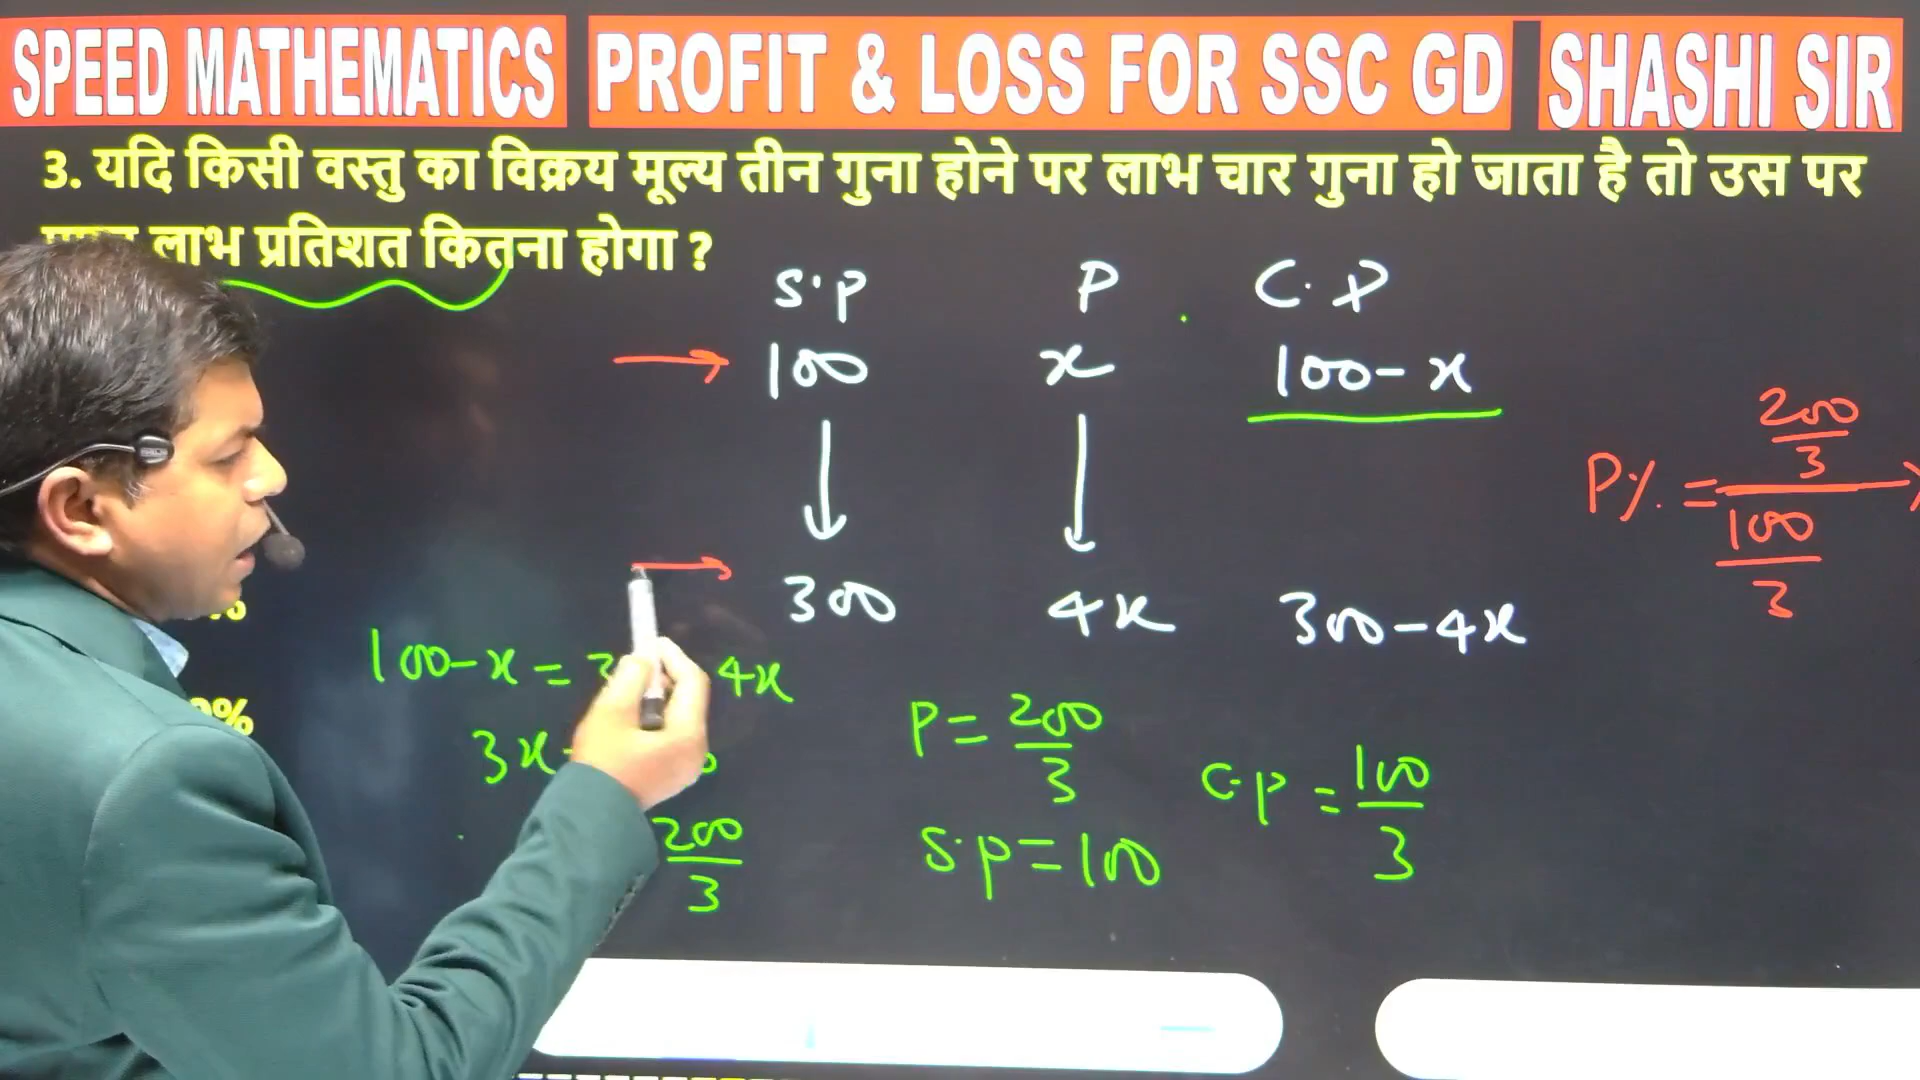 SPEED MATHEMATICS PROFIT & LOSS FOR SSC GD SHASHI SIR
3. यदि किसी वस्तु का विक्रय मूल्य तीन गुना होने पर लाभ चार गुना हो जाता है तो उस पर
लाभ प्रतिशत कितना होगा ?
S.P P C.P
100 x 100-x
300 4x 300-4x
P%. = 200/3 / 100/3
%
%
100-x = 4x
3x
200/3
P = 200/3
S.P = 100
C.P = 100/3